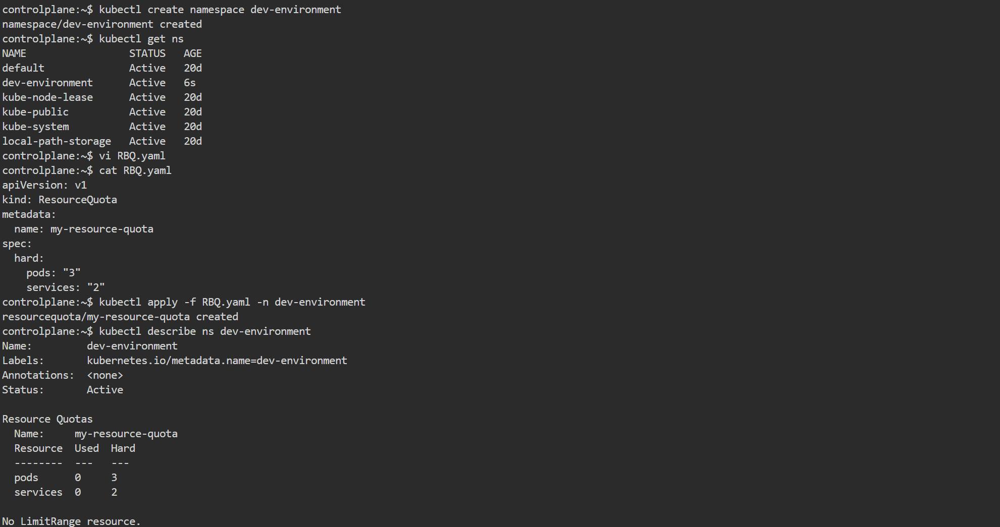 controlplane:~$ kubectl create namespace dev-environment
namespace/dev-environment created
controlplane:~$ kubectl get ns
NAME                 STATUS   AGE
default              Active   20d
dev-environment      Active   6s
kube-node-lease      Active   20d
kube-public          Active   20d
kube-system          Active   20d
local-path-storage   Active   20d
controlplane:~$ vi RBQ.yaml
controlplane:~$ cat RBQ.yaml
apiVersion: v1
kind: ResourceQuota
metadata:
  name: my-resource-quota
spec:
  hard:
    pods: "3"
    services: "2"
controlplane:~$ kubectl apply -f RBQ.yaml -n dev-environment
resourcequota/my-resource-quota created
controlplane:~$ kubectl describe ns dev-environment
Name:         dev-environment
Labels:       kubernetes.io/metadata.name=dev-environment
Annotations:  <none>
Status:       Active

Resource Quotas
  Name:     my-resource-quota
  Resource  Used  Hard
  --------  ---   ---
  pods      0     3
  services  0     2

No LimitRange resource.